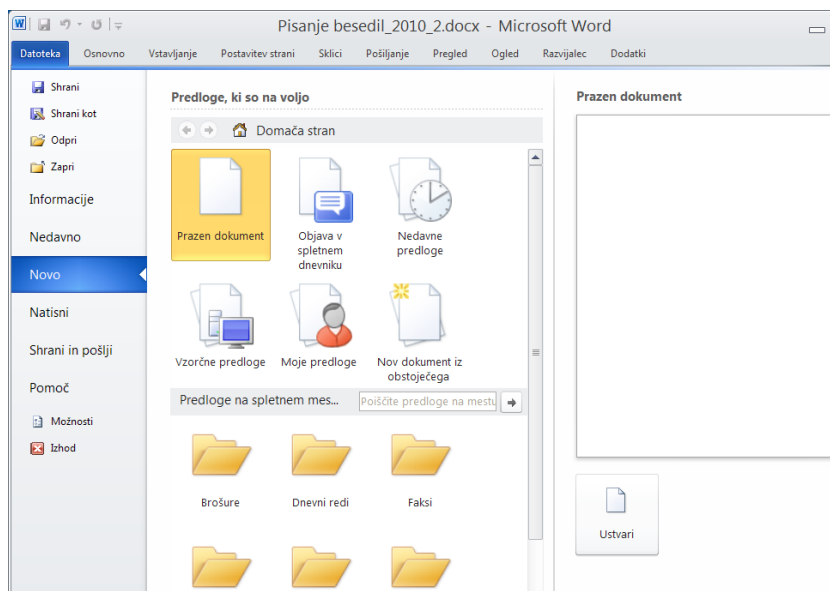 Pisanje besedil_2010_2.docx - Microsoft Word
Datoteka Osnovno Vstavljanje Postavitev strani Sklici Pošiljanje Pregled Ogled Razvijalec Dodatki
Shrani
Shrani kot
Odpri
Zapri
Informacije
Nedavno
Novo
Natisni
Shrani in pošlji
Pomoč
Možnosti
Izhod
Predloge, ki so na voljo
Domača stran
Prazen dokument
Objava v
spletnem
dnevniku
Nedavne
predloge
Vzorčne predloge
Moje predloge
Nov dokument iz
obstoječega
Predloge na spletnem mes...
Poiščite predloge na mestu
Brošure
Dnevni redi
Faksi
Prazen dokument
Ustvari